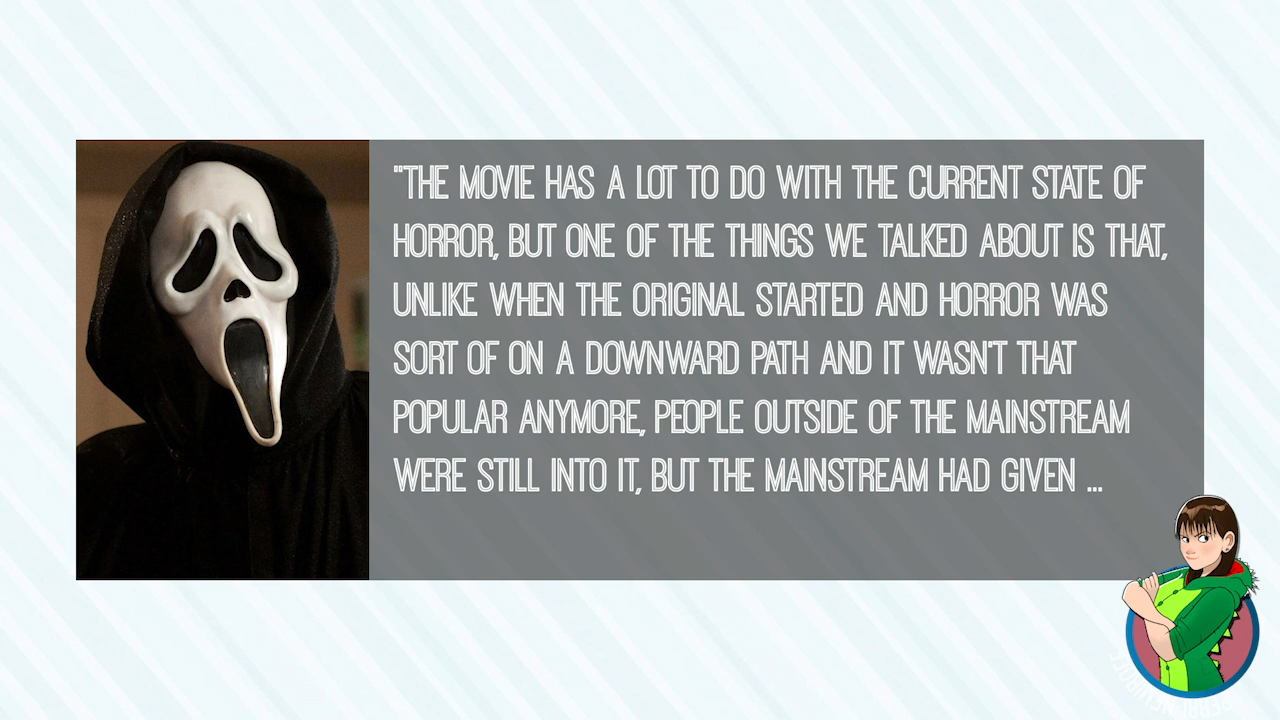 "THE MOVIE HAS A LOT TO DO WITH THE CURRENT STATE OF
HORROR, BUT ONE OF THE THINGS WE TALKED ABOUT IS THAT,
UNLIKE WHEN THE ORIGINAL STARTED AND HORROR WAS
SORT OF ON A DOWNWARD PATH AND IT WASN'T THAT
POPULAR ANYMORE, PEOPLE OUTSIDE OF THE MAINSTREAM
WERE STILL INTO IT, BUT THE MAINSTREAM HAD GIVEN ...